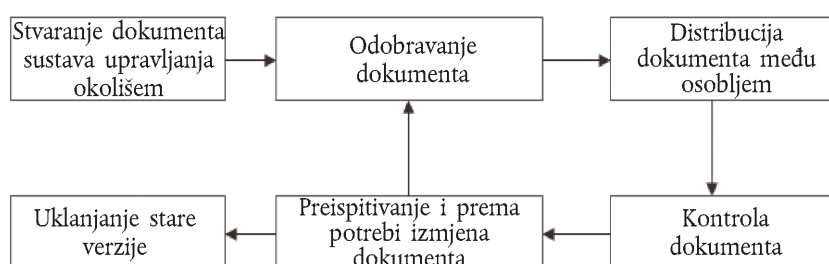 Stvaranje dokumenta
sustava upravljanja
okolišem
Odobravanje
dokumenta
Distribucija
dokumenta među
osobljem
Uklanjanje stare
verzije
Preispitivanje i prema
potrebi izmjena
dokumenta
Kontrola
dokumenta